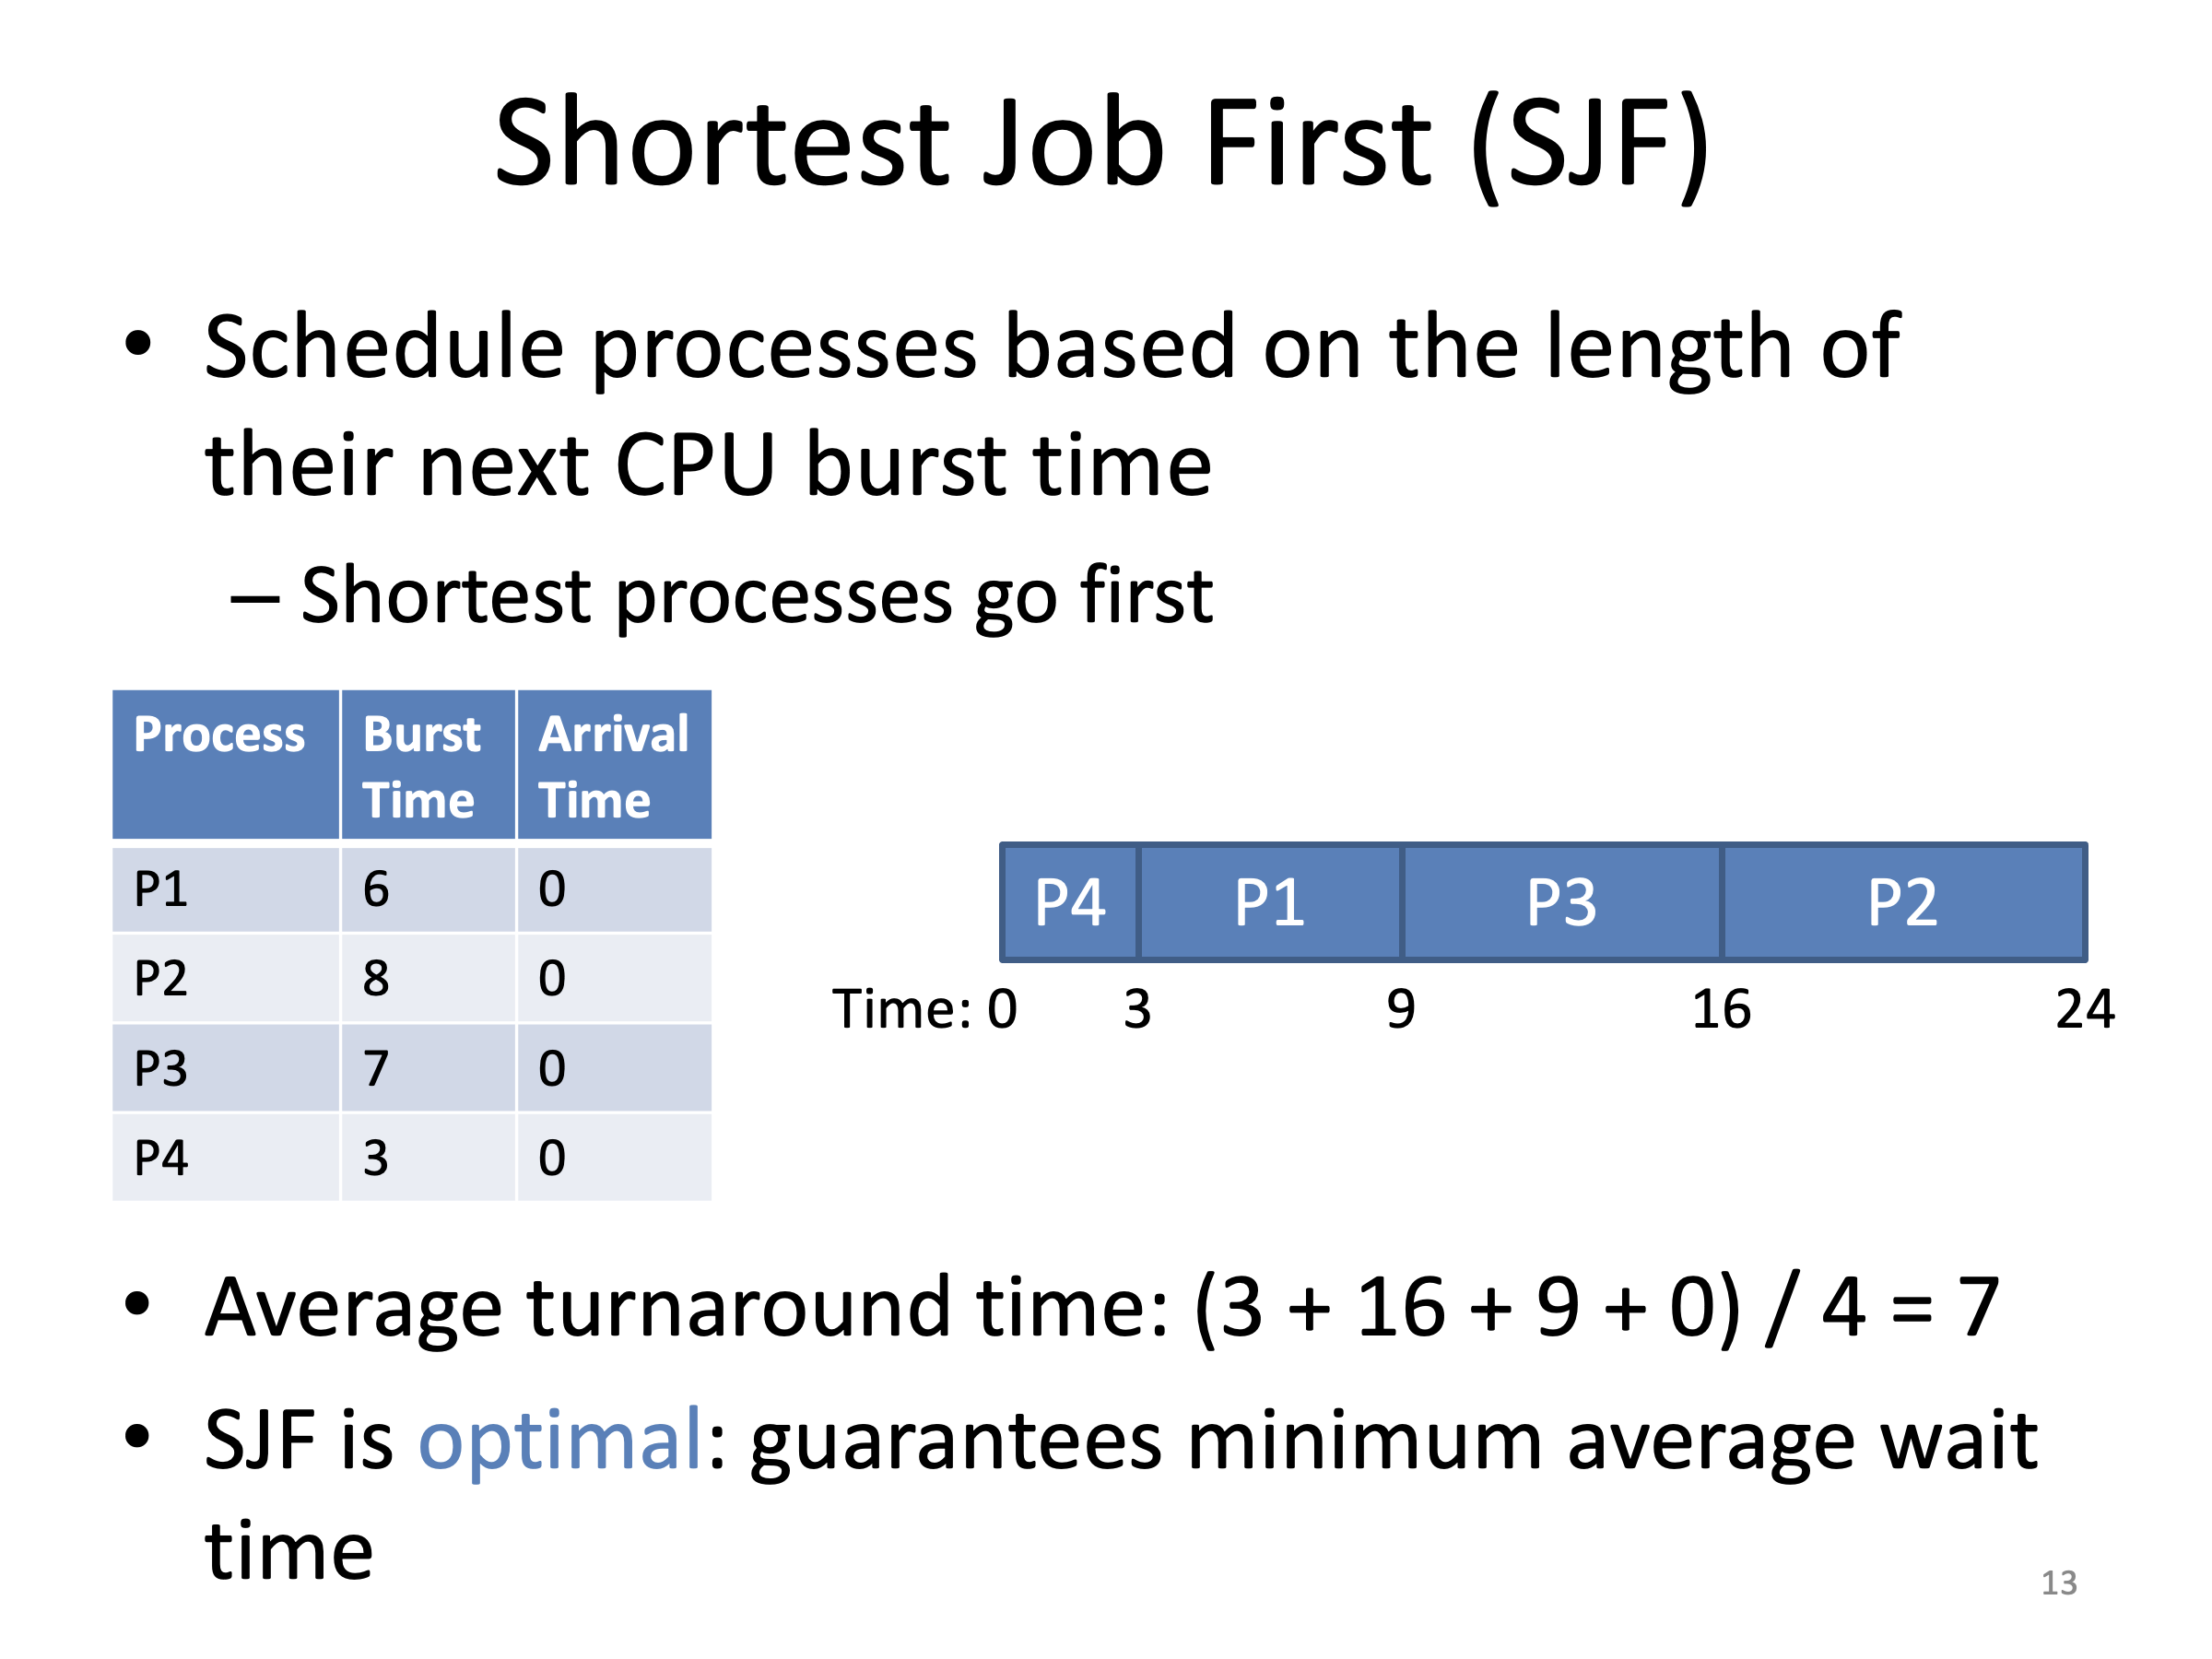 Shortest Job First (SJF)
• Schedule processes based on the length of
their next CPU burst time
– Shortest processes go first
Process Burst Time Arrival Time
P1 6 0
P2 8 0
P3 7 0
P4 3 0
P4 P1 P3 P2
Time: 0 3 9 16 24
• Average turnaround time: (3 + 16 + 9 + 0) / 4 = 7
• SJF is optimal: guarantees minimum average wait
time
13